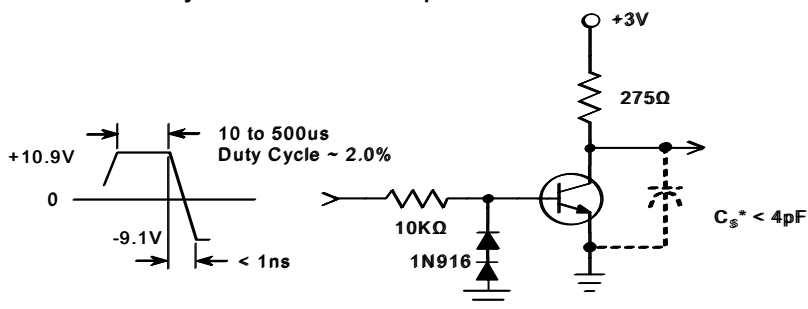 +3V
275Ω
10 to 500us
Duty Cycle ~ 2.0%
+10.9V
0
-9.1V
< 1ns
10KΩ
1N916
Cs* < 4pF